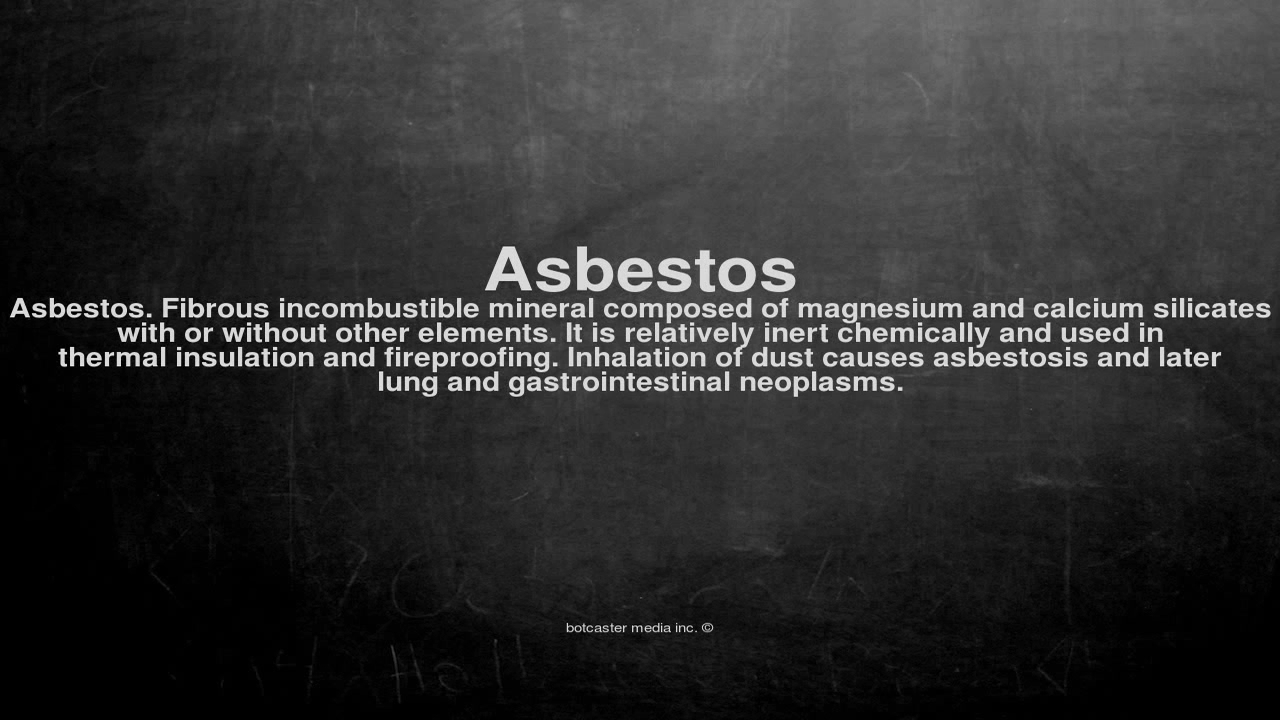 Asbestos
Asbestos. Fibrous incombustible mineral composed of magnesium and calcium silicates
with or without other elements. It is relatively inert chemically and used in
thermal insulation and fireproofing. Inhalation of dust causes asbestosis and later
lung and gastrointestinal neoplasms.
botcaster media inc. ©